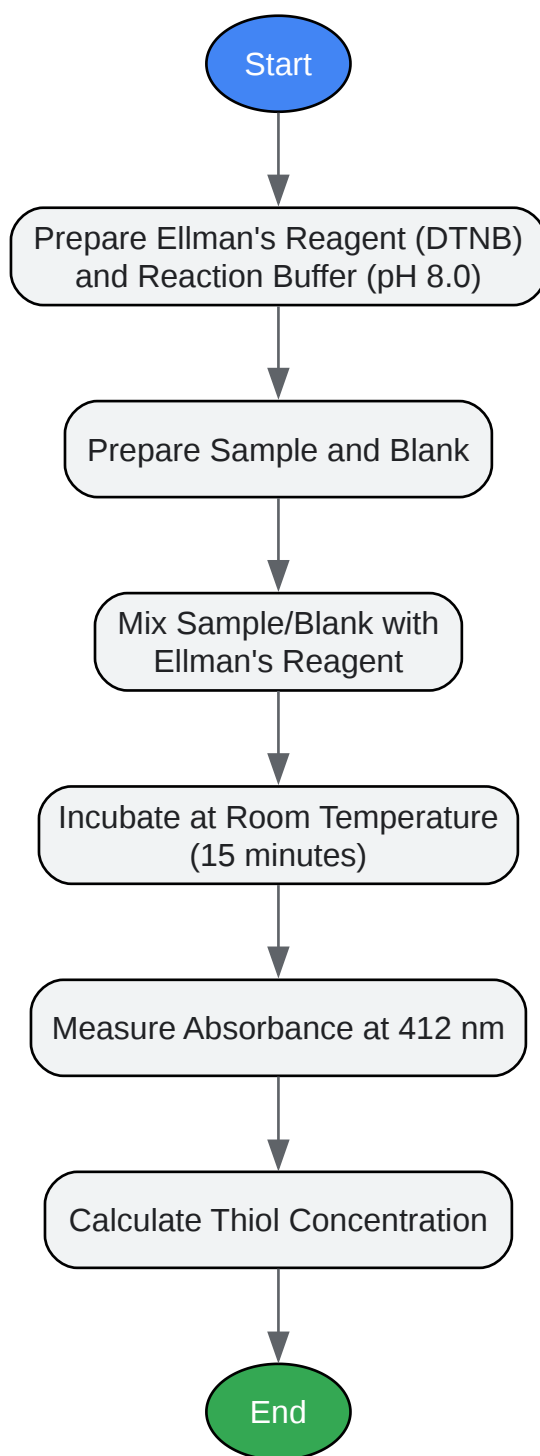 Start
Prepare Ellman's Reagent (DTNB)
and Reaction Buffer (pH 8.0)
Prepare Sample and Blank
Mix Sample/Blank with
Ellman's Reagent
Incubate at Room Temperature
(15 minutes)
Measure Absorbance at 412 nm
Calculate Thiol Concentration
End